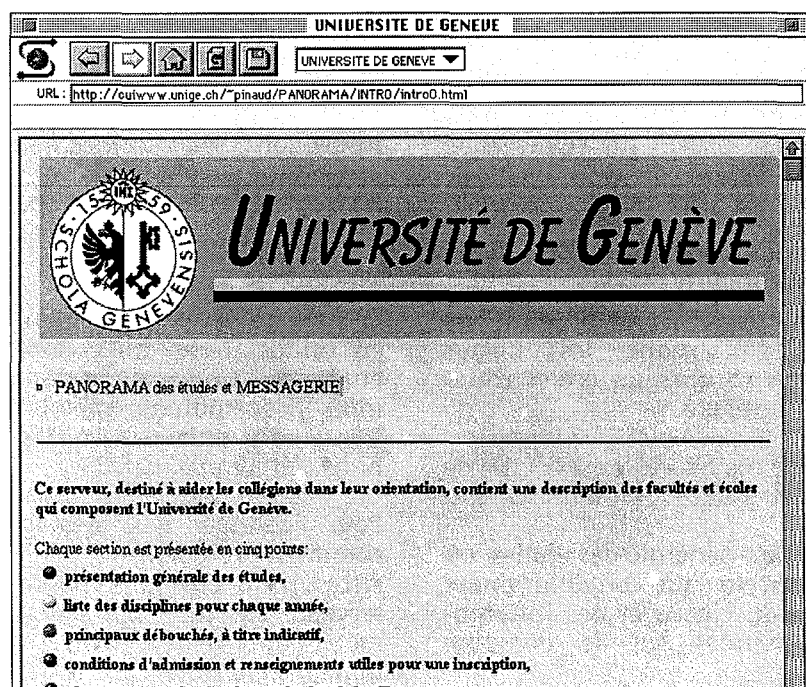 UNIVERSITE DE GENEVE
UNIVERSITE DE GENEVE
URL: http://cuiwww.unige.ch/~pinaud/PANORAMA/INTRO/intro0.html
SCHOLA GENEVENSIS 1559
IHS
UNIVERSITÉ DE GENÈVE
PANORAMA des études et MESSAGERIE
Ce serveur, destiné à aider les collégiens dans leur orientation, contient une description des facultés et écoles
qui composent l'Université de Genève.
Chaque section est présentée en cinq points:
présentation générale des études,
liste des disciplines pour chaque année,
principaux débouchés, à titre indicatif,
conditions d'admission et renseignements utiles pour une inscription,